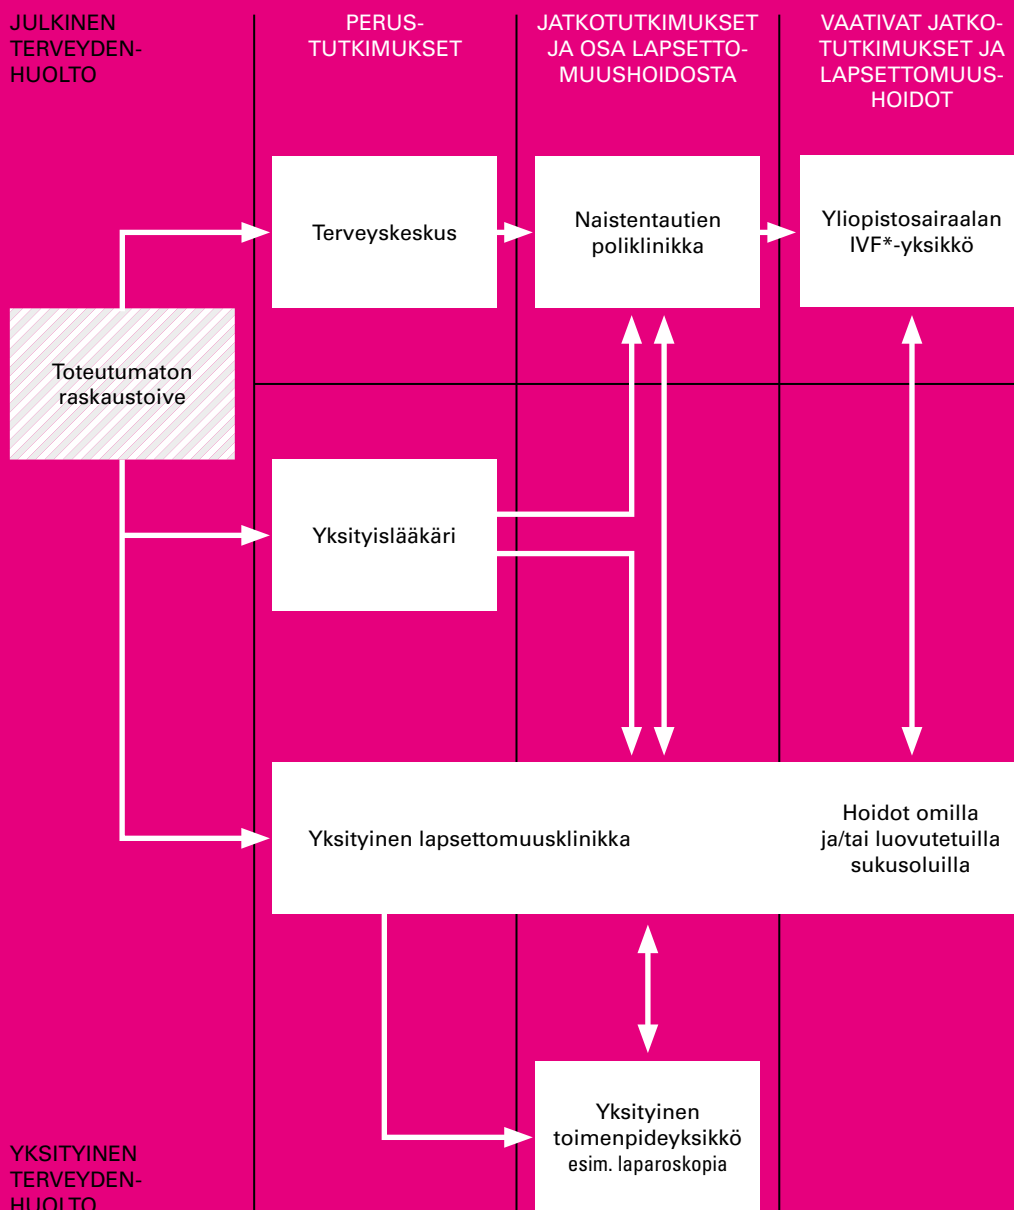 JULKINEN
TERVEYDEN-
HUOLTO
PERUS-
TUTKIMUKSET
JATKOTUTKIMUKSET
JA OSA LAPSETTO-
MUUSHOIDOSTA
VAATIVAT JATKO-
TUTKIMUKSET JA
LAPSETTOMUUS-
HOIDOT
Terveyskeskus
Naistentautien
poliklinikka
Yliopistosairaalan
IVF*-yksikkö
Toteutumaton
raskaustoive
Yksityislääkäri
Yksityinen lapsettomuusklinikka
Hoidot omilla
ja/tai luovutetuilla
sukusoluilla
Yksityinen
toimenpideyksikkö
esim. laparoskopia
YKSITYINEN
TERVEYDEN-
HUOLTO